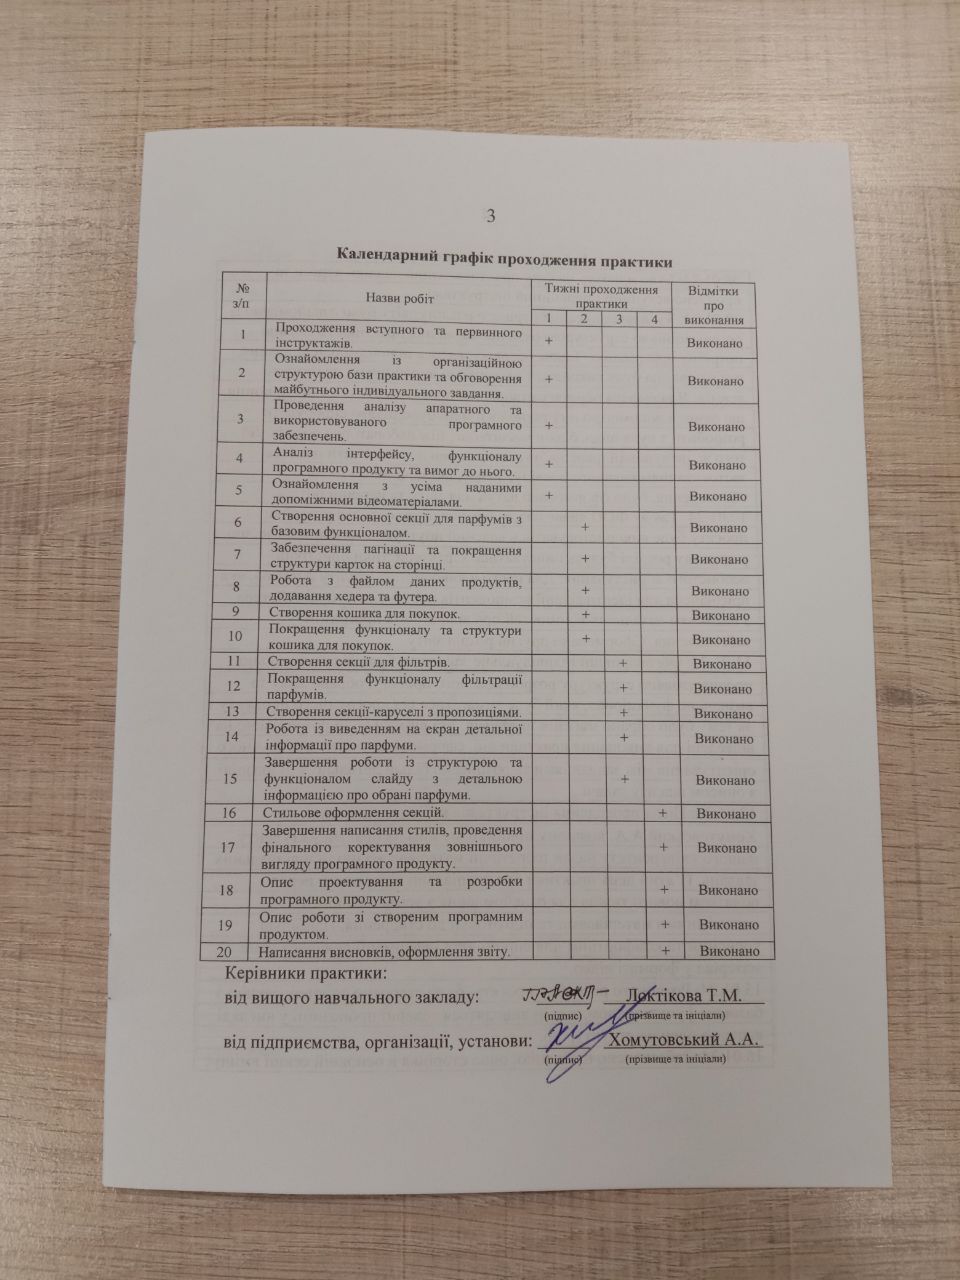 3
Календарний графік проходження практики
№ з/п Назви робіт Тижні проходження практики Відмітки про виконання
1 2 3 4
1 Проходження вступного та первинного + Виконано
інструктажів.
2 Ознайомлення із організаційною + Виконано
структурою бази практики та обговорення
майбутнього індивідуального завдання.
3 Проведення аналізу апаратного та + Виконано
використовуваного програмного
забезпечень.
4 Аналіз інтерфейсу, функціоналу + Виконано
програмного продукту та вимог до нього.
5 Ознайомлення з усіма наданими + Виконано
допоміжними відеоматеріалами.
6 Створення основної секції для парфумів з + Виконано
базовим функціоналом.
7 Забезпечення пагінації та покращення + Виконано
структури карток на сторінці.
8 Робота з файлом даних продуктів, + Виконано
додавання хедера та футера.
9 Створення кошика для покупок. + Виконано
10 Покращення функціоналу та структури + Виконано
кошика для покупок.
11 Створення секції для фільтрів. + Виконано
12 Покращення функціоналу фільтрації + Виконано
парфумів.
13 Створення секції-каруселі з пропозиціями. + Виконано
14 Робота із виведенням на екран детальної + Виконано
інформації про парфуми.
15 Завершення роботи із структурою та + Виконано
функціоналом слайду з детальною
інформацією про обрані парфуми.
16 Стильове оформлення секцій. + Виконано
17 Завершення написання стилів, проведення + Виконано
фінального коректування зовнішнього
вигляду програмного продукту.
18 Опис проектування та розробки + Виконано
програмного продукту.
19 Опис роботи зі створеним програмним + Виконано
продуктом.
20 Написання висновків, оформлення звіту. + Виконано
Керівники практики:
від вищого навчального закладу: Локтікова Т.М.
(підпис) (прізвище та ініціали)
від підприємства, організації, установи: Хомутовський А.А.
(підпис) (прізвище та ініціали)